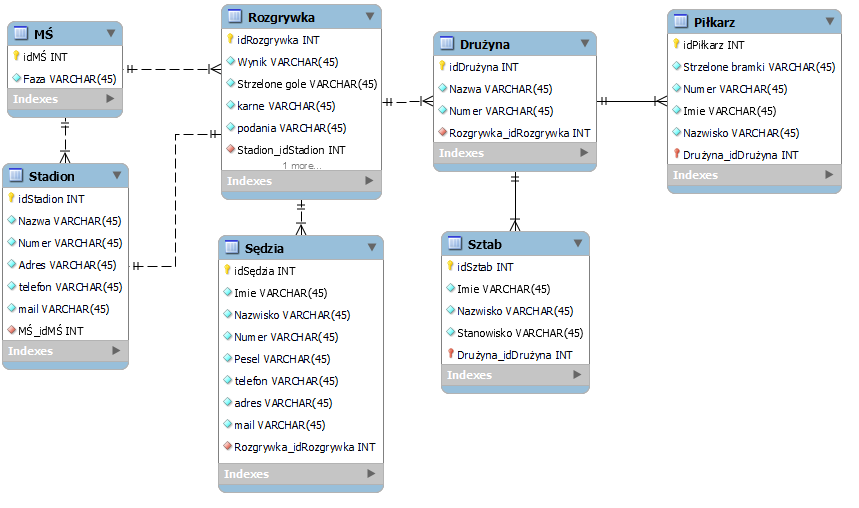 MŚ
idMŚ INT
Faza VARCHAR(45)
Indexes
Rozgrywka
idRozgrywka INT
Wynik VARCHAR(45)
Strzelone gole VARCHAR(45)
karne VARCHAR(45)
podania VARCHAR(45)
Stadion_idStadion INT
1 more...
Indexes
Drużyna
idDrużyna INT
Nazwa VARCHAR(45)
Numer VARCHAR(45)
Rozgrywka_idRozgrywka INT
Indexes
Piłkarz
idPiłkarz INT
Strzelone bramki VARCHAR(45)
Numer VARCHAR(45)
Imie VARCHAR(45)
Nazwisko VARCHAR(45)
Drużyna_idDrużyna INT
Indexes
Stadion
idStadion INT
Nazwa VARCHAR(45)
Numer VARCHAR(45)
Adres VARCHAR(45)
telefon VARCHAR(45)
mail VARCHAR(45)
MŚ_idMŚ INT
Indexes
Sędzia
idSędzia INT
Imie VARCHAR(45)
Nazwisko VARCHAR(45)
Numer VARCHAR(45)
Pesel VARCHAR(45)
telefon VARCHAR(45)
adres VARCHAR(45)
mail VARCHAR(45)
Rozgrywka_idRozgrywka INT
Indexes
Sztab
idSztab INT
Imie VARCHAR(45)
Nazwisko VARCHAR(45)
Stanowisko VARCHAR(45)
Drużyna_idDrużyna INT
Indexes